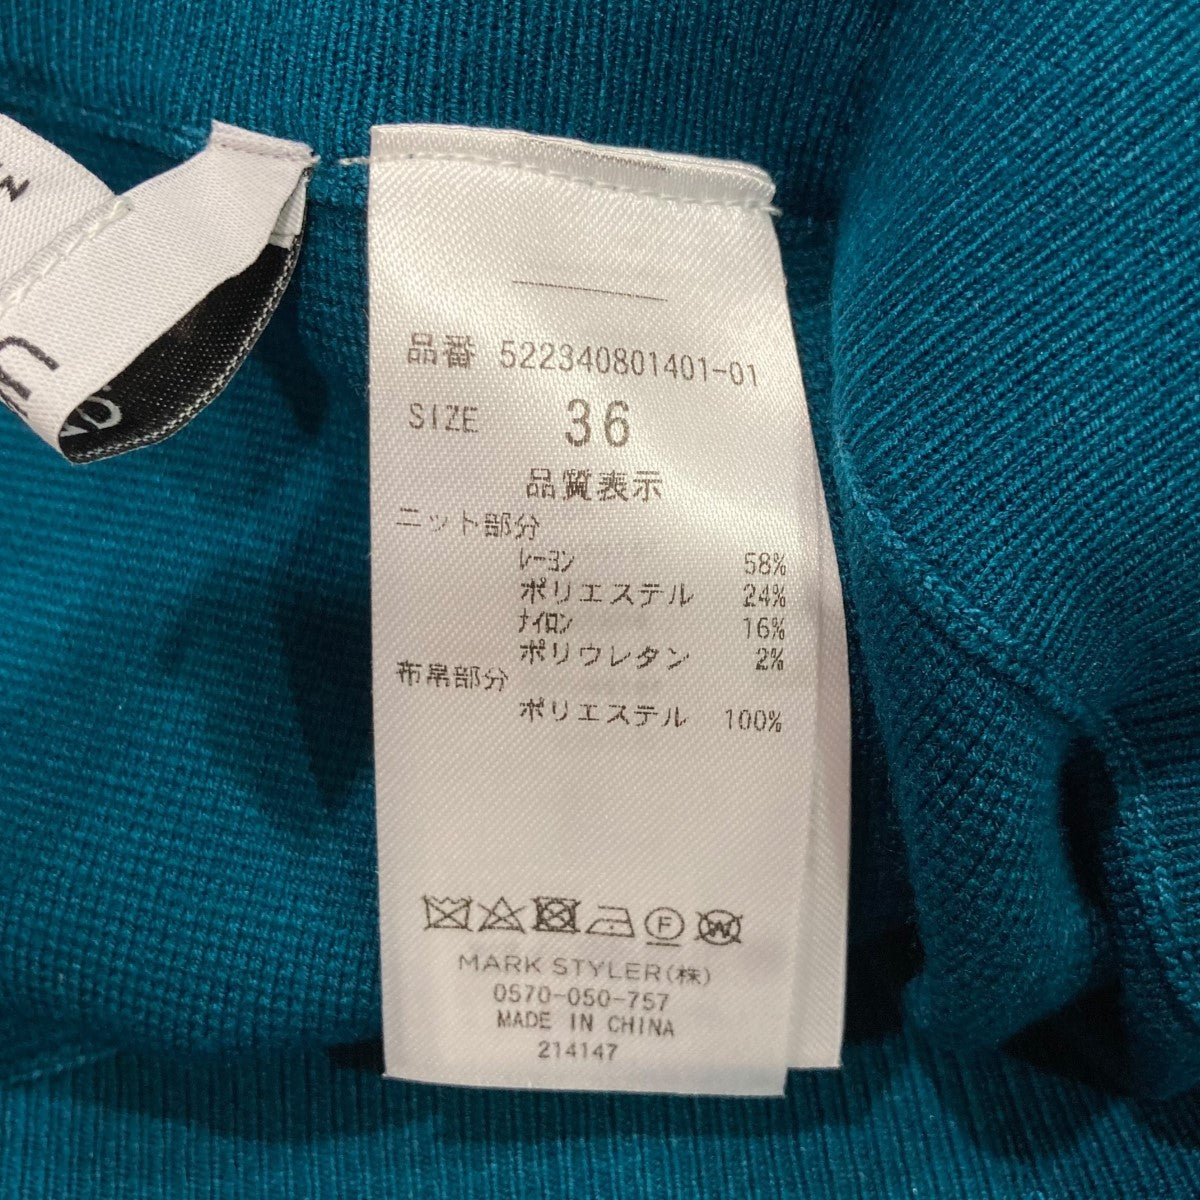 品番 522340801401-01
SIZE 36
品質表示
ニット部分
ﾚｰﾖﾝ 58%
ポリエステル 24%
ﾅｲﾛﾝ 16%
ポリウレタン 2%
布帛部分
ポリエステル 100%
F W
MARK STYLER(株)
0570-050-757
MADE IN CHINA
214147